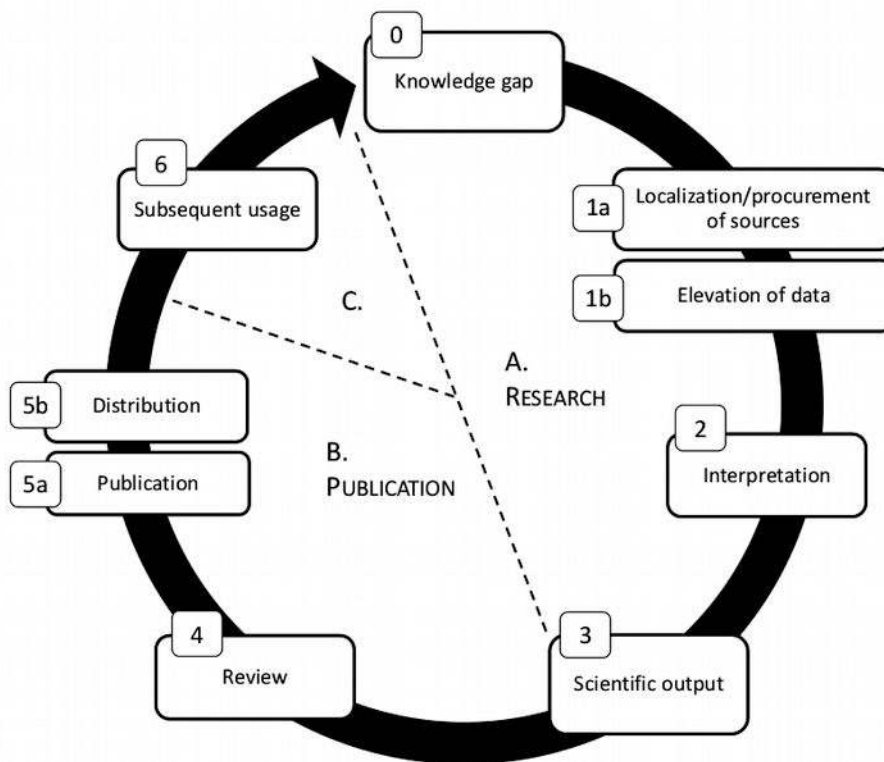 0
Knowledge gap
1a
Localization/procurement
of sources
1b
Elevation of data
2
Interpretation
3
Scientific output
4
Review
5a
Publication
5b
Distribution
6
Subsequent usage
A.
RESEARCH
B.
PUBLICATION
C.